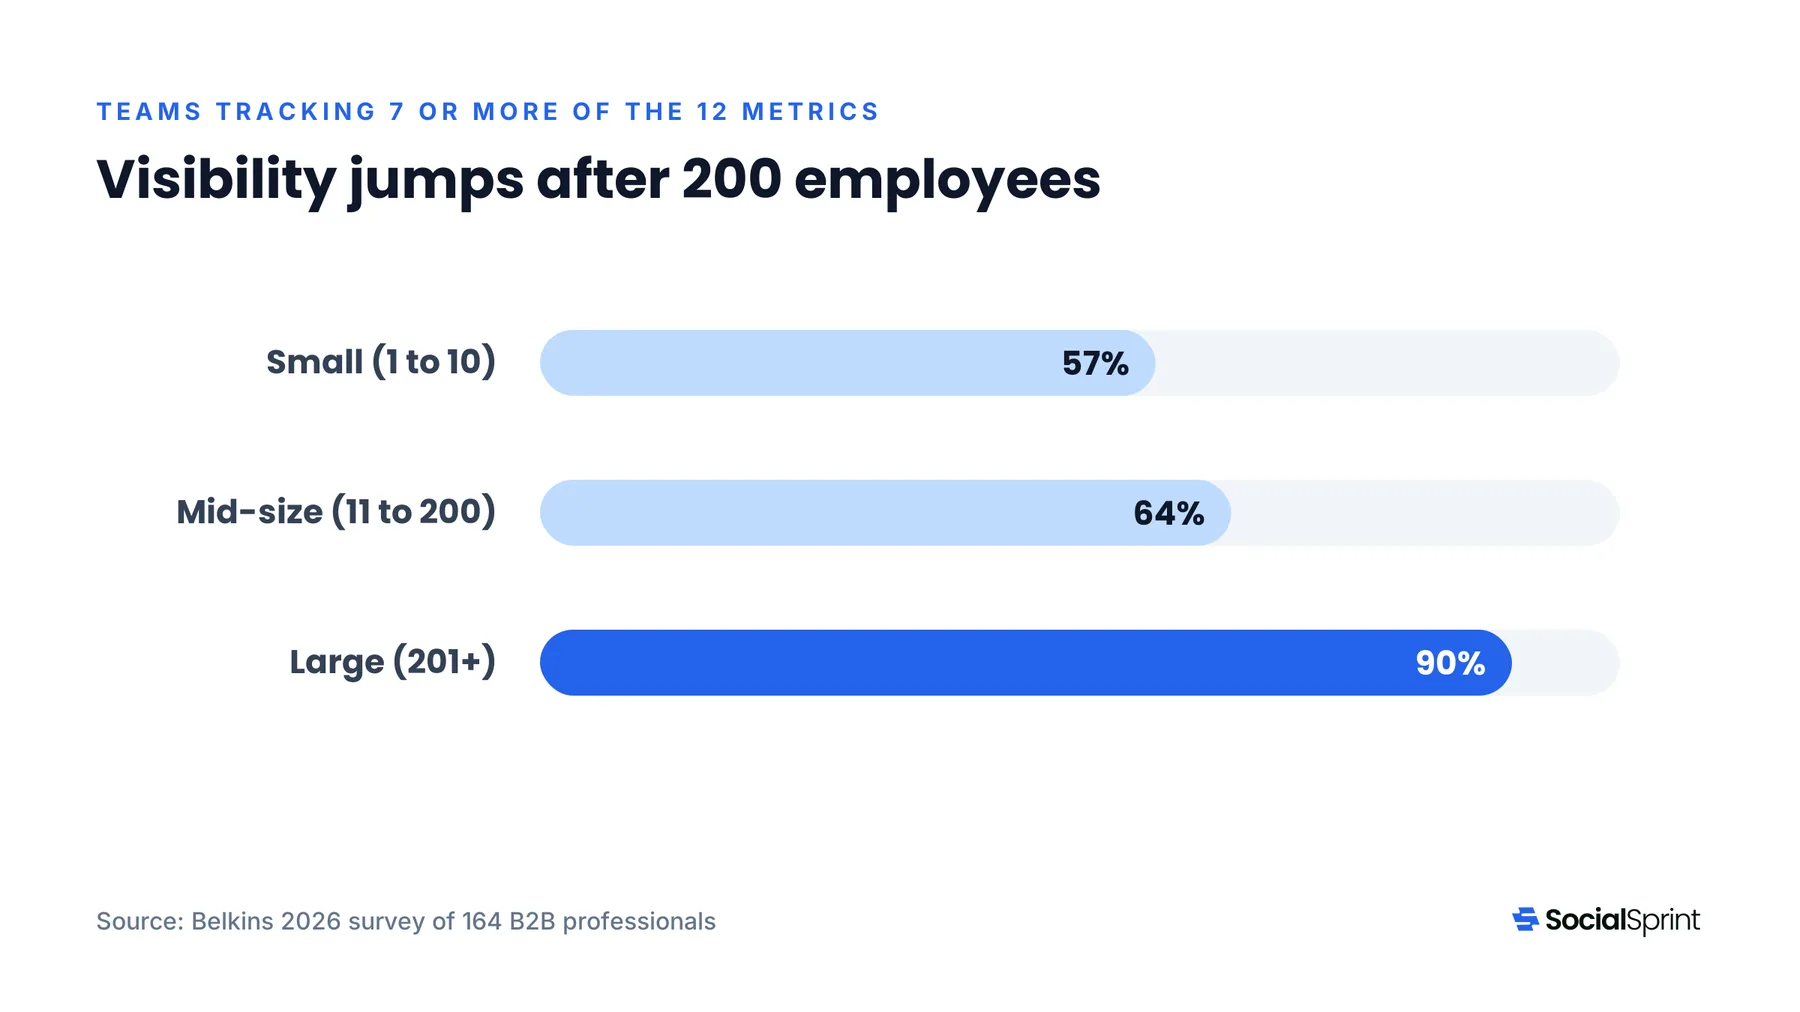 TEAMS TRACKING 7 OR MORE OF THE 12 METRICS
Visibility jumps after 200 employees
Small (1 to 10)
57%
Mid-size (11 to 200)
64%
Large (201+)
90%
Source: Belkins 2026 survey of 164 B2B professionals
SocialSprint